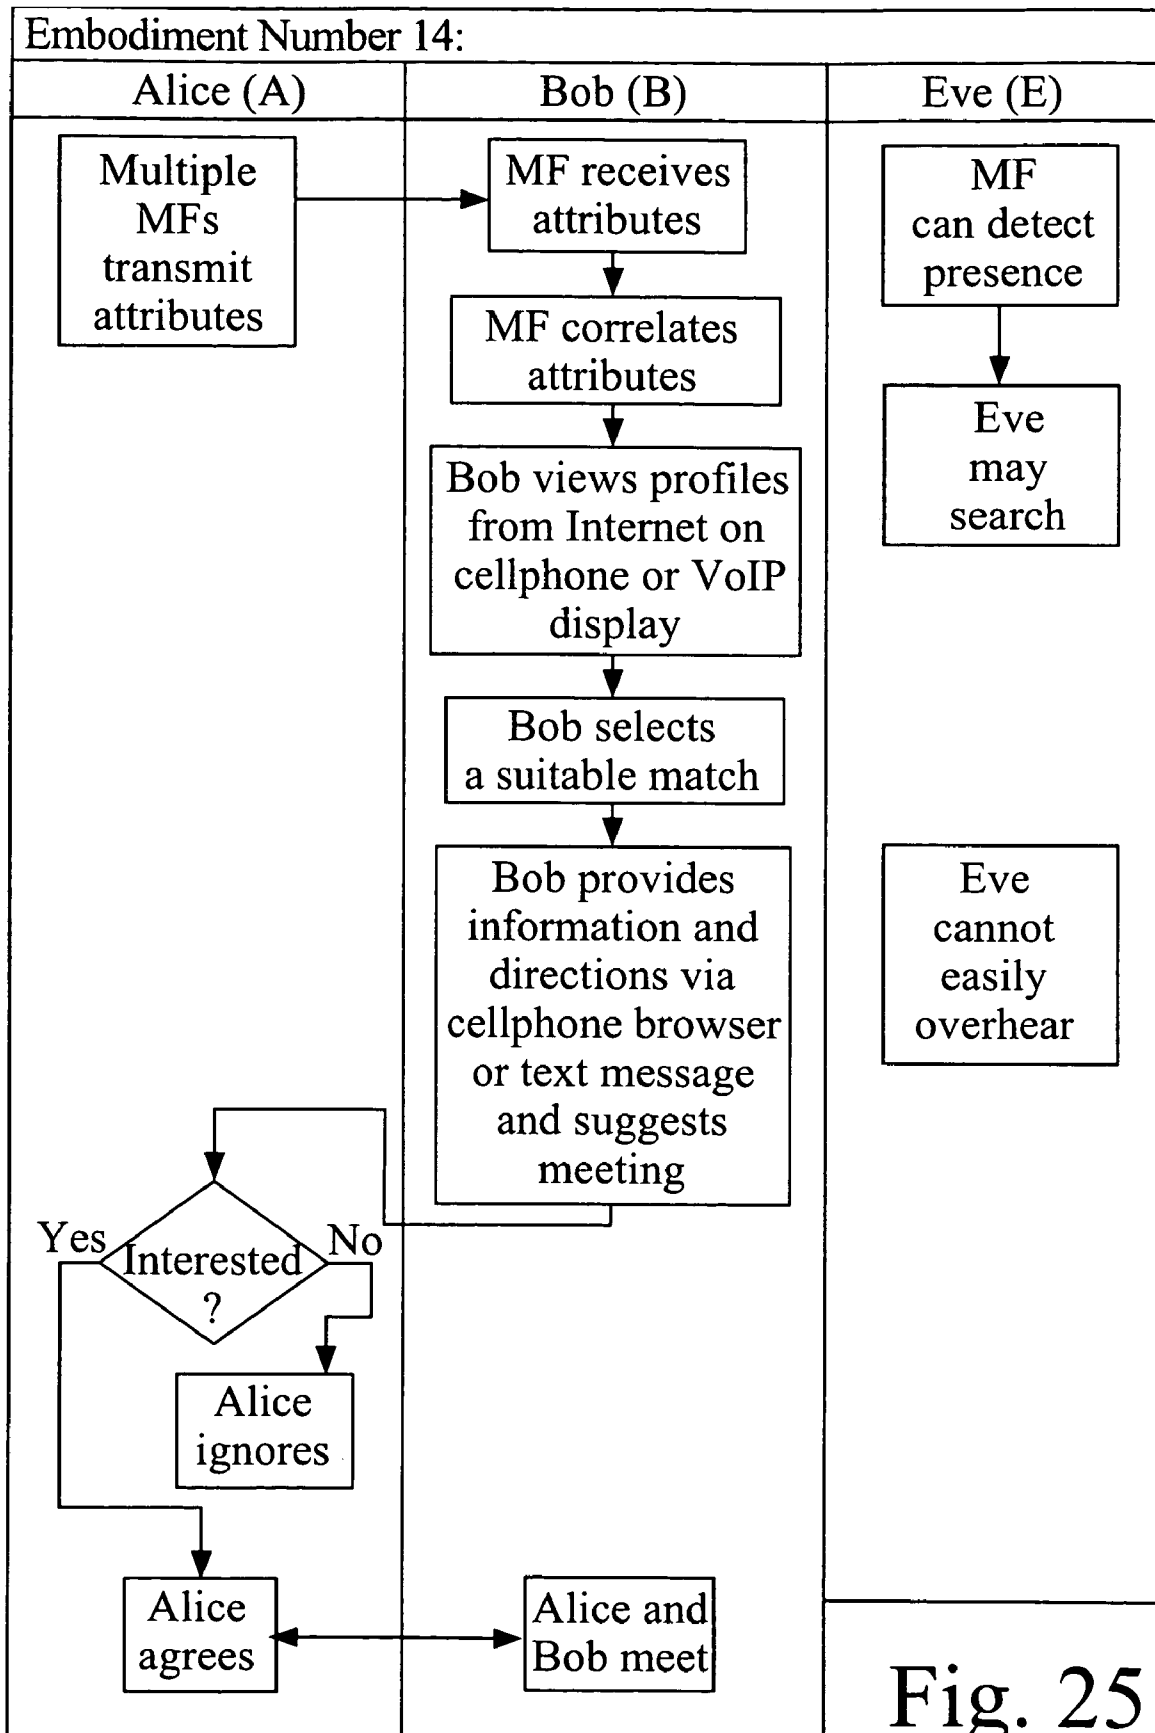 Embodiment Number 14:
Alice (A)
Bob (B)
Eve (E)
Multiple
MFs
transmit
attributes
MF receives
attributes
MF
can detect
presence
MF correlates
attributes
Eve
may
search
Bob views profiles
from Internet on
cellphone or VoIP
display
Bob selects
a suitable match
Bob provides
information and
directions via
cellphone browser
or text message
and suggests
meeting
Eve
cannot
easily
overhear
Yes
No
Interested
?
Alice
ignores
Alice
agrees
Alice and
Bob meet
Fig. 25